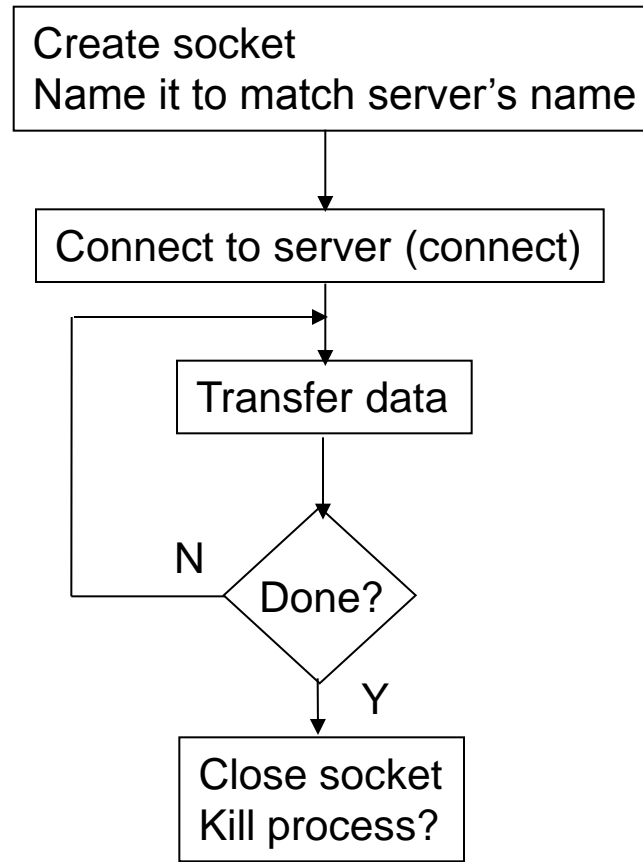 Create socket
Name it to match server’s name
Connect to server (connect)
Transfer data
N
Done?
Y
Close socket
Kill process?